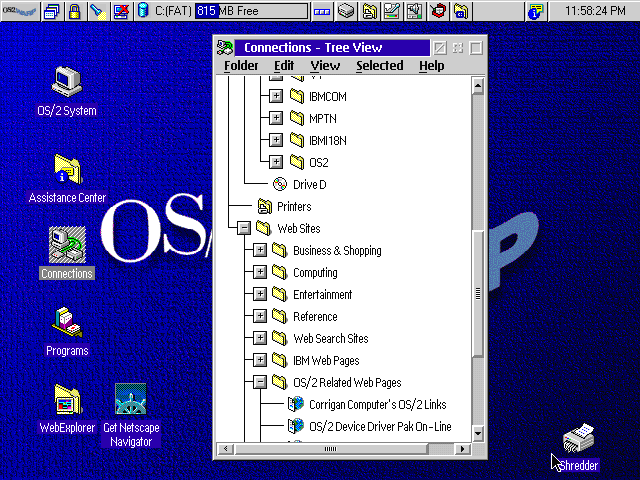 OS/2 WARP
C:(FAT) 815 MB Free
11:58:24 PM
Connections - Tree View
Folder Edit View Selected Help
IBMCOM
MPTN
IBMI18N
OS2
Drive D
Printers
Web Sites
Business & Shopping
Computing
Entertainment
Reference
Web Search Sites
IBM Web Pages
OS/2 Related Web Pages
Corrigan Computer's OS/2 Links
OS/2 Device Driver Pak On-Line
OS/2 System
Assistance Center
Connections
Programs
WebExplorer
Get Netscape
Navigator
Shredder
OS/
P